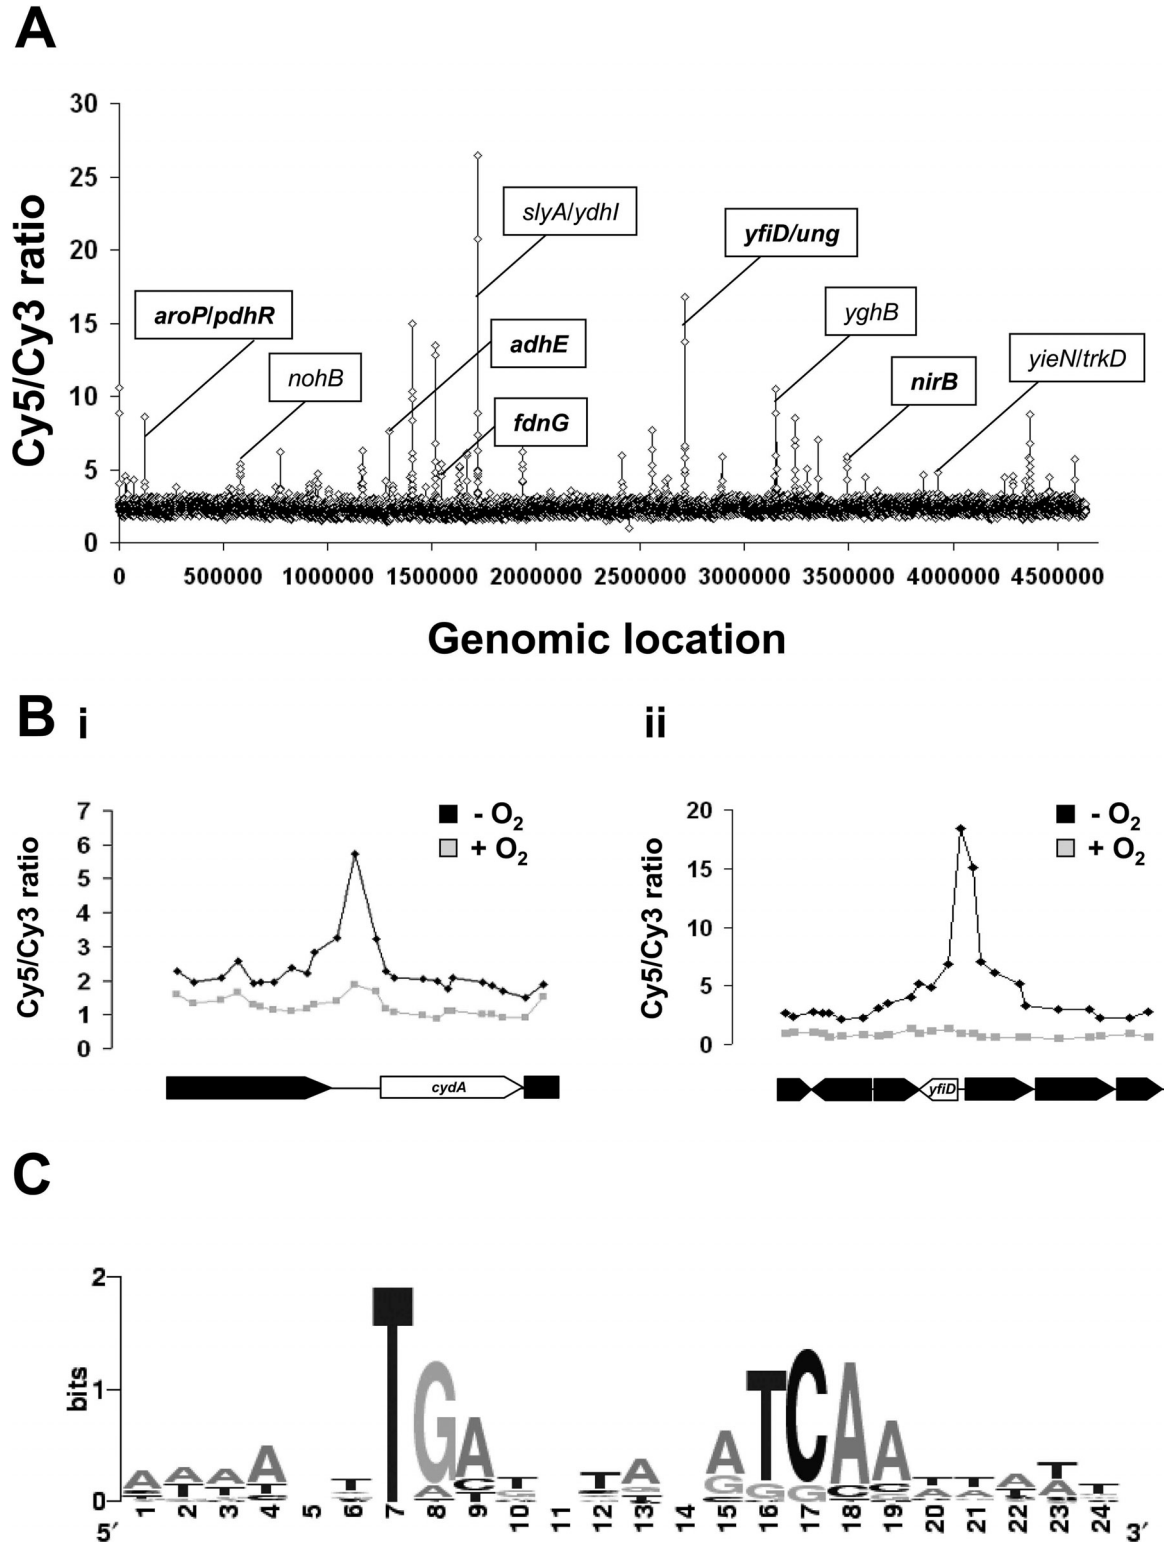 A
Cy5/Cy3 ratio
30
25
20
15
10
5
0
slyA/ydhI
yfiD/ung
aroP/pdhR
yghB
adhE
nohB
yieN/trkD
nirB
fdnG
0 500000 1000000 1500000 2000000 2500000 3000000 3500000 4000000 4500000
Genomic location
B i
Cy5/Cy3 ratio
7
6
5
4
3
2
1
0
- O2
+ O2
cydA
ii
Cy5/Cy3 ratio
20
15
10
5
0
- O2
+ O2
yfiD
C
bits
2
1
0
TGA
ATCAA
1 2 3 4 5 6 7 8 9 10 11 12 13 14 15 16 17 18 19 20 21 22 23 24
5′ 3′